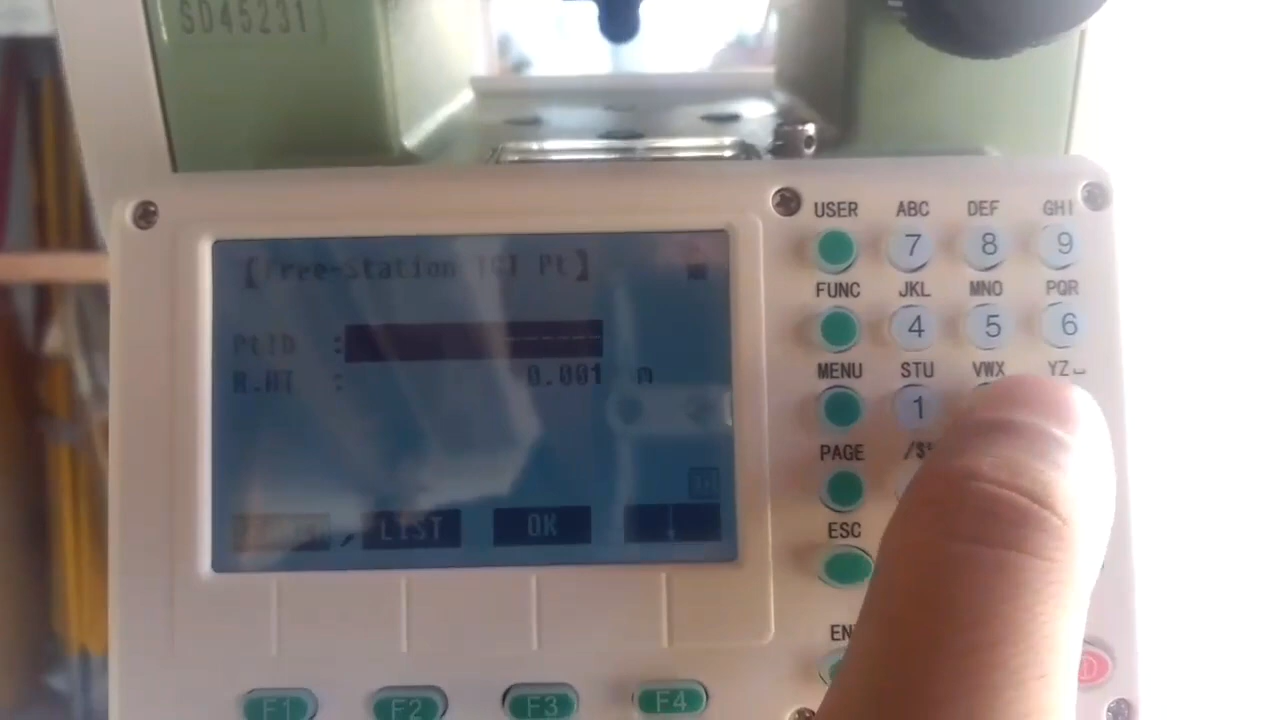 SD45231
USER ABC DEF GHI
7 8 9
FUNC JKL MNO PQR
4 5 6
【Free-Station TGT Pt】
PtID :
R.HT : 0.001 m
MENU STU VWX YZ␣
1
PAGE /$
LIST OK ↓
ESC
F1 F2 F3 F4